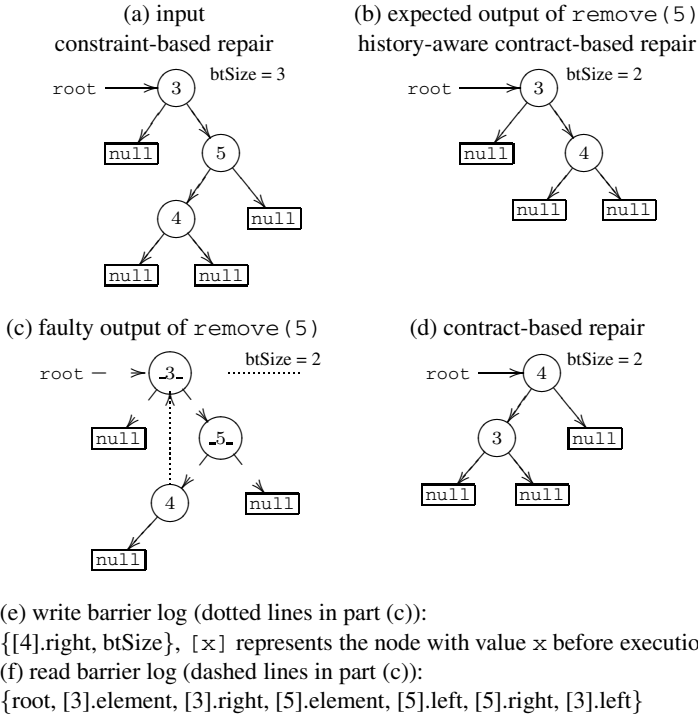 (a) input
constraint-based repair
btSize = 3
root
3
null
5
4
null
null
null
(b) expected output of remove(5)
history-aware contract-based repair
btSize = 2
root
3
null
4
null
null
(c) faulty output of remove(5)
btSize = 2
root
3
null
5
4
null
null
(d) contract-based repair
btSize = 2
root
4
3
null
null
null
(e) write barrier log (dotted lines in part (c)):
{[4].right, btSize}, [x] represents the node with value x before executio
(f) read barrier log (dashed lines in part (c)):
{root, [3].element, [3].right, [5].element, [5].left, [5].right, [3].left}